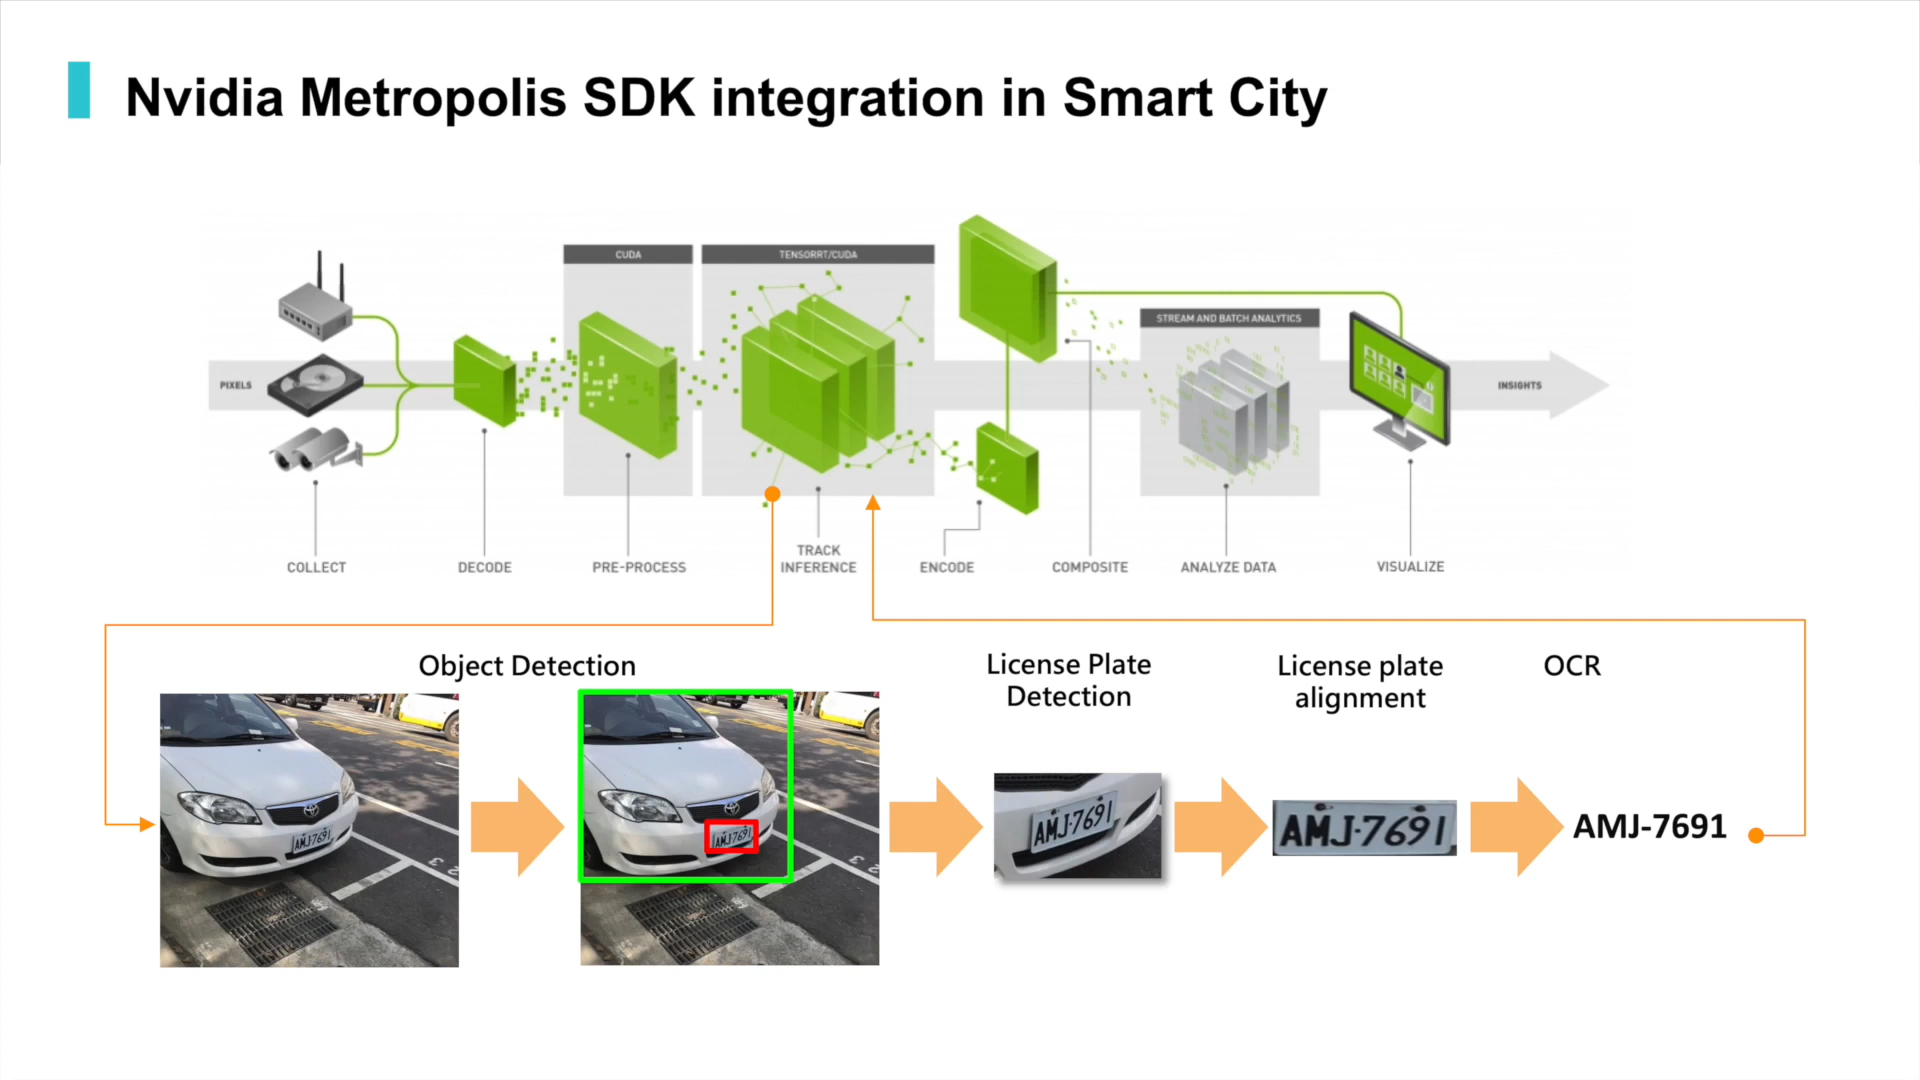 Nvidia Metropolis SDK integration in Smart City
CUDA
TENSORRT/CUDA
STREAM AND BATCH ANALYTICS
PIXELS
INSIGHTS
COLLECT
DECODE
PRE-PROCESS
TRACK
INFERENCE
ENCODE
COMPOSITE
ANALYZE DATA
VISUALIZE
Object Detection
License Plate
Detection
License plate
alignment
OCR
AMJ-7691
AMJ-7691
AMJ·7691
AMJ·7691
AMJ-7691